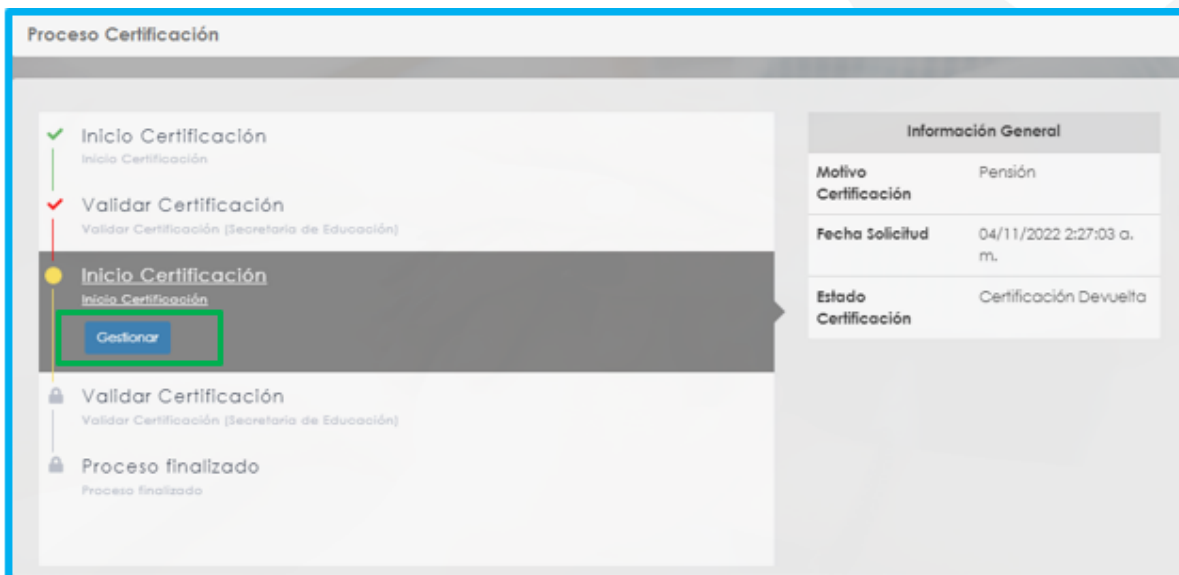 Proceso Certificación
Inicio Certificación
Inicio Certificación
Validar Certificación
Validar Certificación (Secretaria de Educación)
Inicio Certificación
Inicio Certificación
Gestionar
Validar Certificación
Validar Certificación (Secretaria de Educación)
Proceso finalizado
Proceso finalizado
Información General
Motivo Pensión
Certificación
Fecha Solicitud 04/11/2022 2:27:03 a.
m.
Estado Certificación Devuelta
Certificación